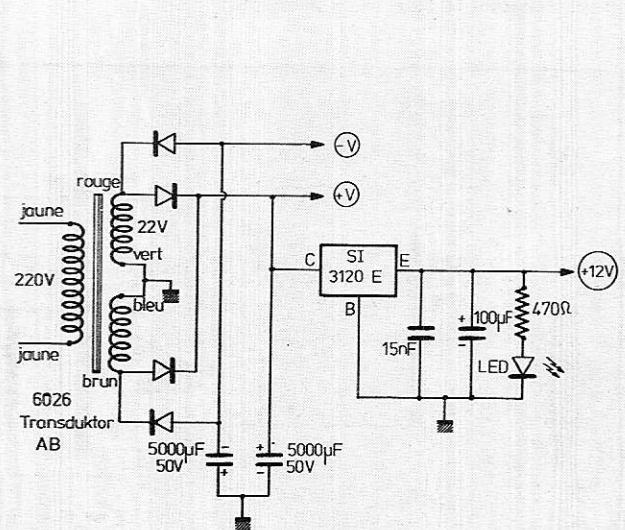 -V
rouge
+V
jaune
22V
vert
C
SI
3120 E
E
+12V
220V
bleu
B
+
-
100µF
470Ω
15nF
jaune
brun
LED
6026
Transduktor
AB
5000µF
50V
-
+
+
-
5000µF
50V